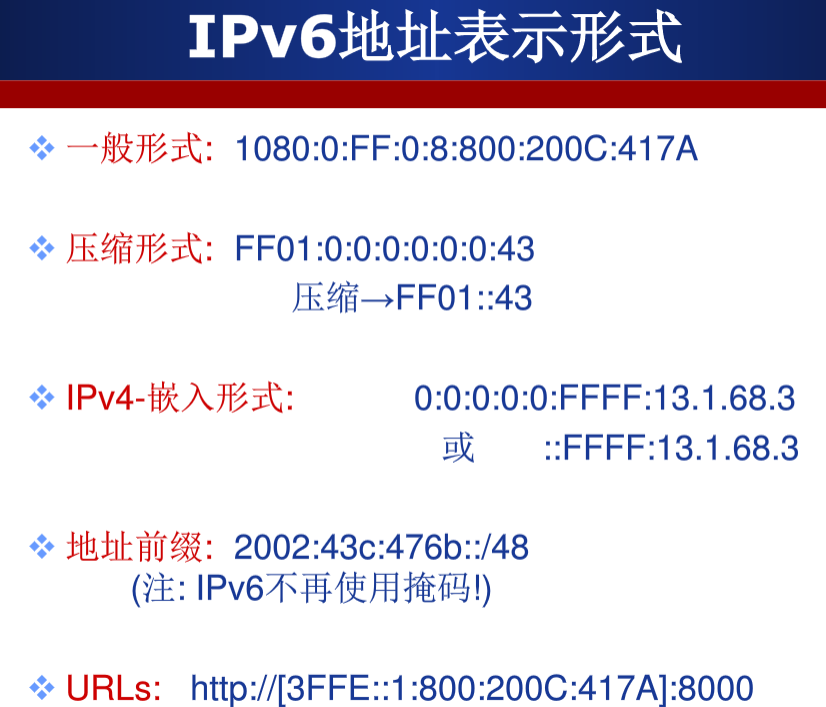 IPv6地址表示形式
一般形式: 1080:0:FF:0:8:800:200C:417A
压缩形式: FF01:0:0:0:0:0:0:43
压缩→FF01::43
IPv4-嵌入形式: 0:0:0:0:0:FFFF:13.1.68.3
或 ::FFFF:13.1.68.3
地址前缀: 2002:43c:476b::/48
(注: IPv6不再使用掩码!)
URLs: http://[3FFE::1:800:200C:417A]:8000